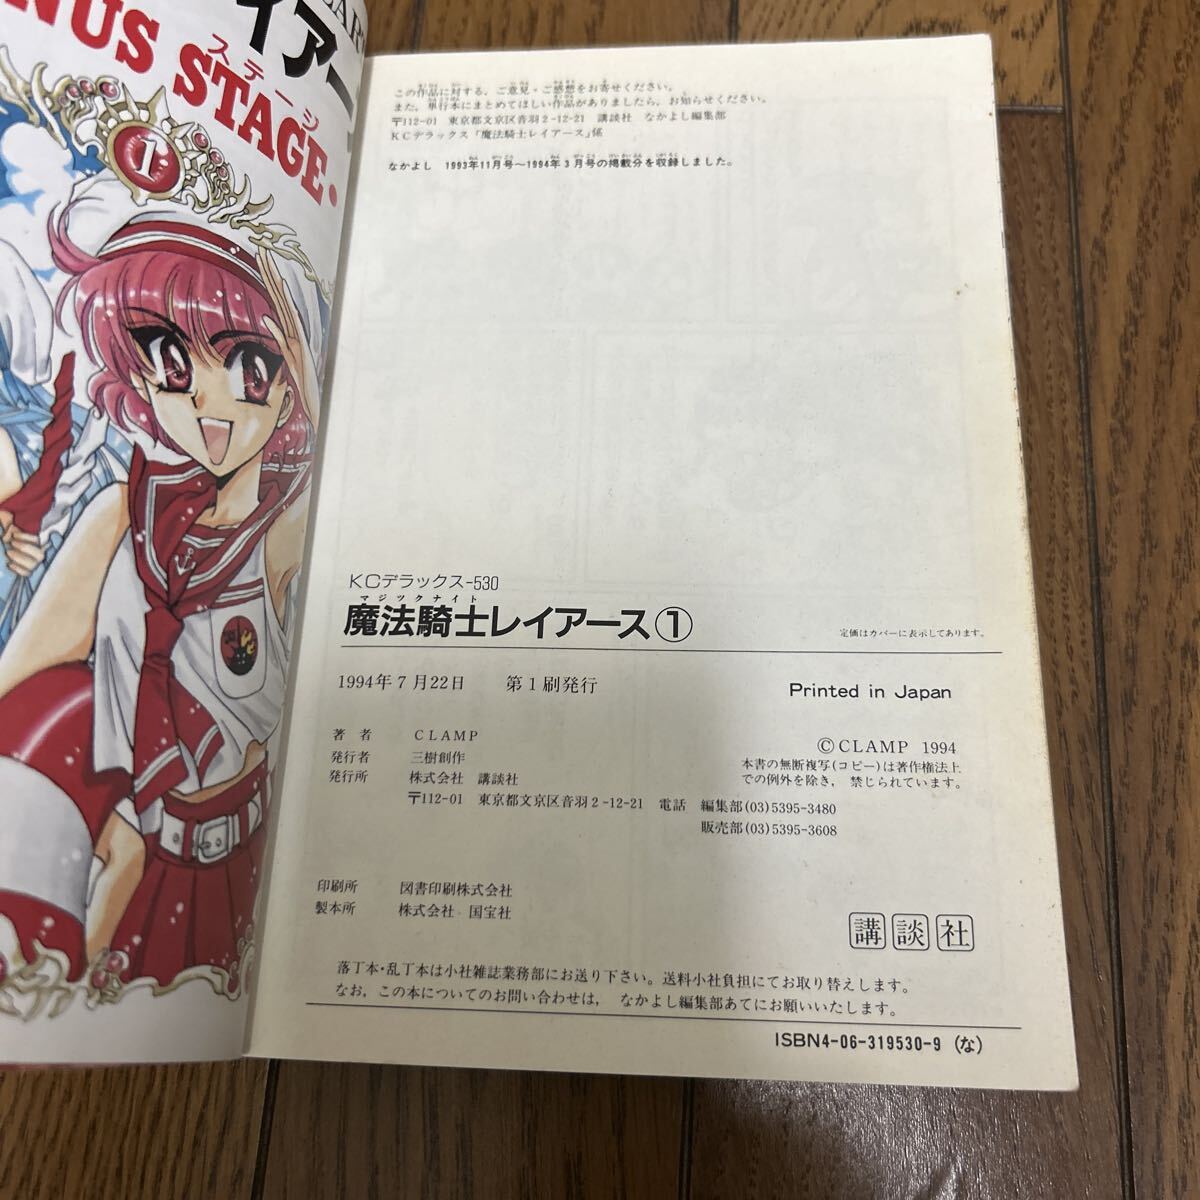 イアー
NUS STAGE・
ステージ
1
この作品に対する、ご意見・ご感想をお寄せください。
また、単行本にまとめてほしい作品がありましたら、お知らせください。
〒112-01 東京都文京区音羽2-12-21 講談社 なかよし編集部
KCデラックス「魔法騎士レイアース」係
なかよし 1993年11月号〜1994年3月号の掲載分を収録しました。
KCデラックス-530
マジックナイト
魔法騎士レイアース①
定価はカバーに表示してあります。
1994年7月22日 第1刷発行
Printed in Japan
著者 CLAMP
発行者 三樹創作
発行所 株式会社 講談社
〒112-01 東京都文京区音羽2-12-21 電話 編集部(03)5395-3480
販売部(03)5395-3608
©CLAMP 1994
本書の無断複写(コピー)は著作権法上
での例外を除き、禁じられています。
印刷所 図書印刷株式会社
製本所 株式会社 国宝社
講談社
落丁本・乱丁本は小社雑誌業務部にお送り下さい。送料小社負担にてお取り替えします。
なお、この本についてのお問い合わせは、なかよし編集部あてにお願いいたします。
ISBN4-06-319530-9 (な)